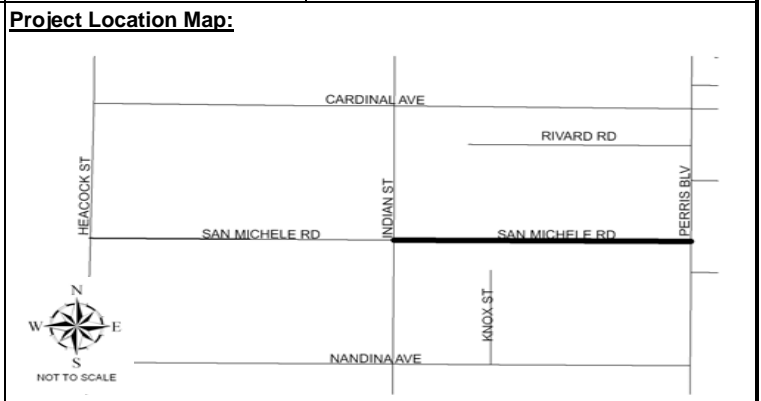 Project Location Map:
CARDINAL AVE
RIVARD RD
HEACOCK ST
INDIAN ST
PERRIS BLV
SAN MICHELE RD
SAN MICHELE RD
KNOX ST
N
W
E
S
NANDINA AVE
NOT TO SCALE